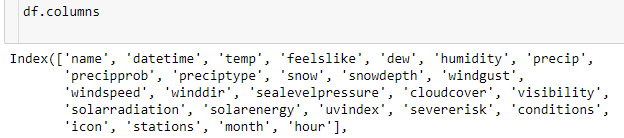 df.columns
Index(['name', 'datetime', 'temp', 'feelslike', 'dew', 'humidity', 'precip',
'precipprob', 'preciptype', 'snow', 'snowdepth', 'windgust',
'windspeed', 'winddir', 'sealevelpressure', 'cloudcover', 'visibility',
'solarradiation', 'solarenergy', 'uvindex', 'severerisk', 'conditions',
'icon', 'stations', 'month', 'hour'],